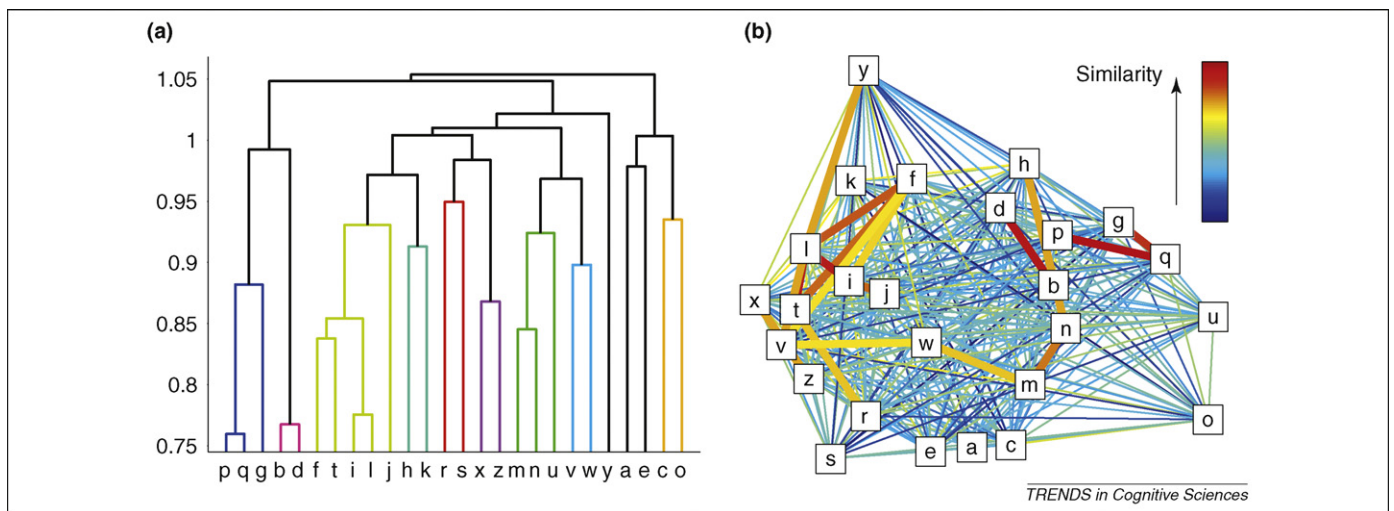 (a)
1.05
1
0.95
0.9
0.85
0.8
0.75
p q g b d f t i l j h k r s x z m n u v w y a e c o
(b)
Similarity
y
k
f
h
d
p
g
q
l
i
j
b
x
t
n
u
v
w
z
m
r
o
s
e
a
c
TRENDS in Cognitive Sciences